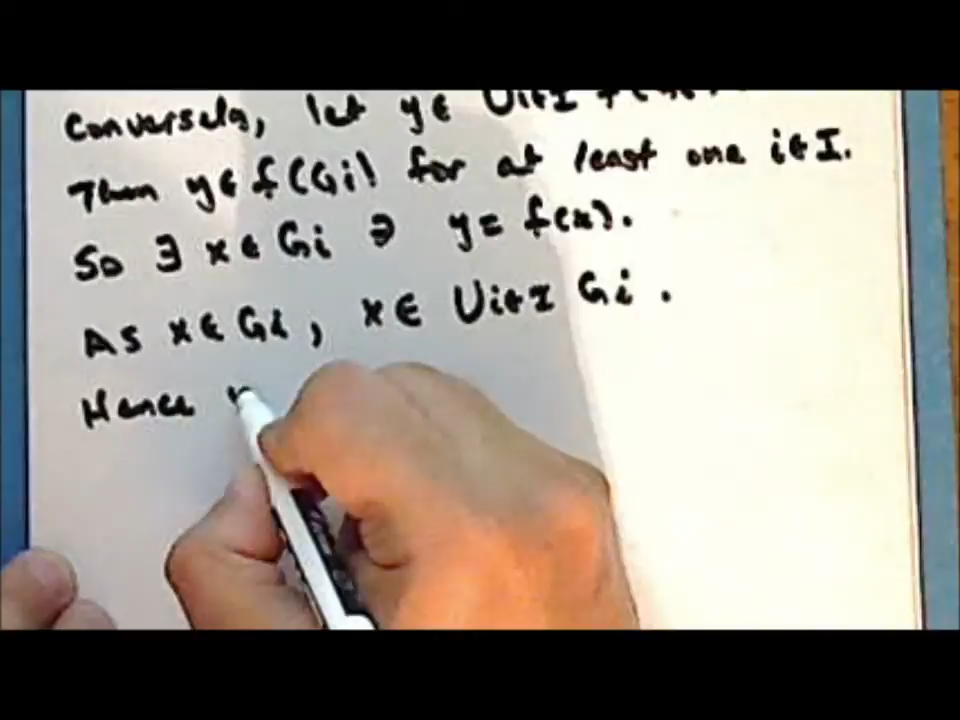 Conversely, let y ∈ U i∈I
Then y ∈ f(Gi) for at least one i∈I.
So ∃ x ∈ Gi ∋ y = f(x).
As x ∈ Gi, x ∈ U i∈I Gi.
Hence